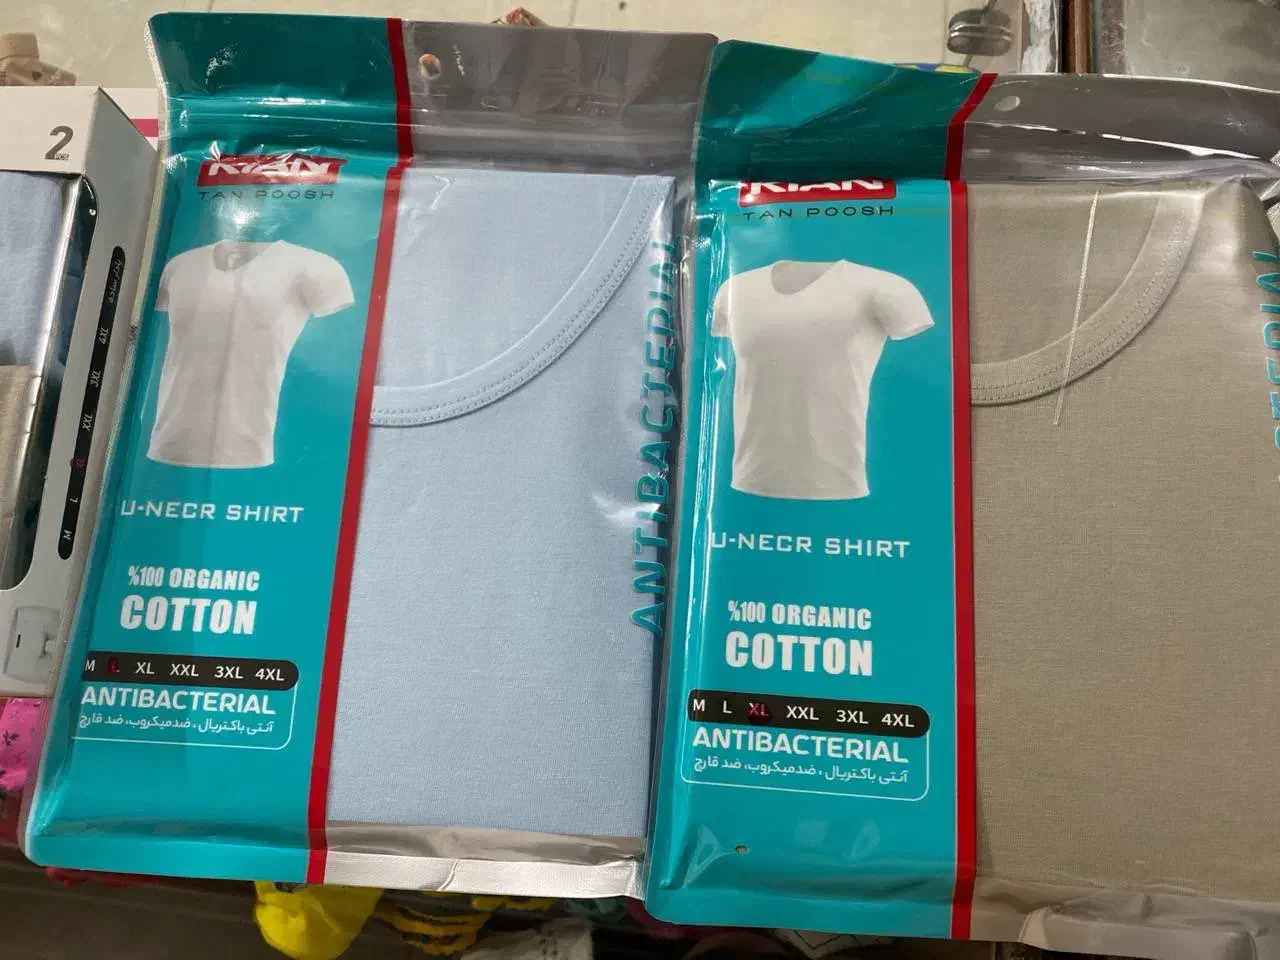 2
PCS
M L XL XXL 3XL 4XL
KIAN
TAN POOSH
U-NECR SHIRT
%100 ORGANIC
COTTON
M L XL XXL 3XL 4XL
ANTIBACTERIAL
آنتی باکتریال ، ضدمیکروب، ضد قارچ
ANTIBACTERIAL
KIAN
TAN POOSH
U-NECR SHIRT
%100 ORGANIC
COTTON
M L XL XXL 3XL 4XL
ANTIBACTERIAL
آنتی باکتریال ، ضدمیکروب، ضد قارچ